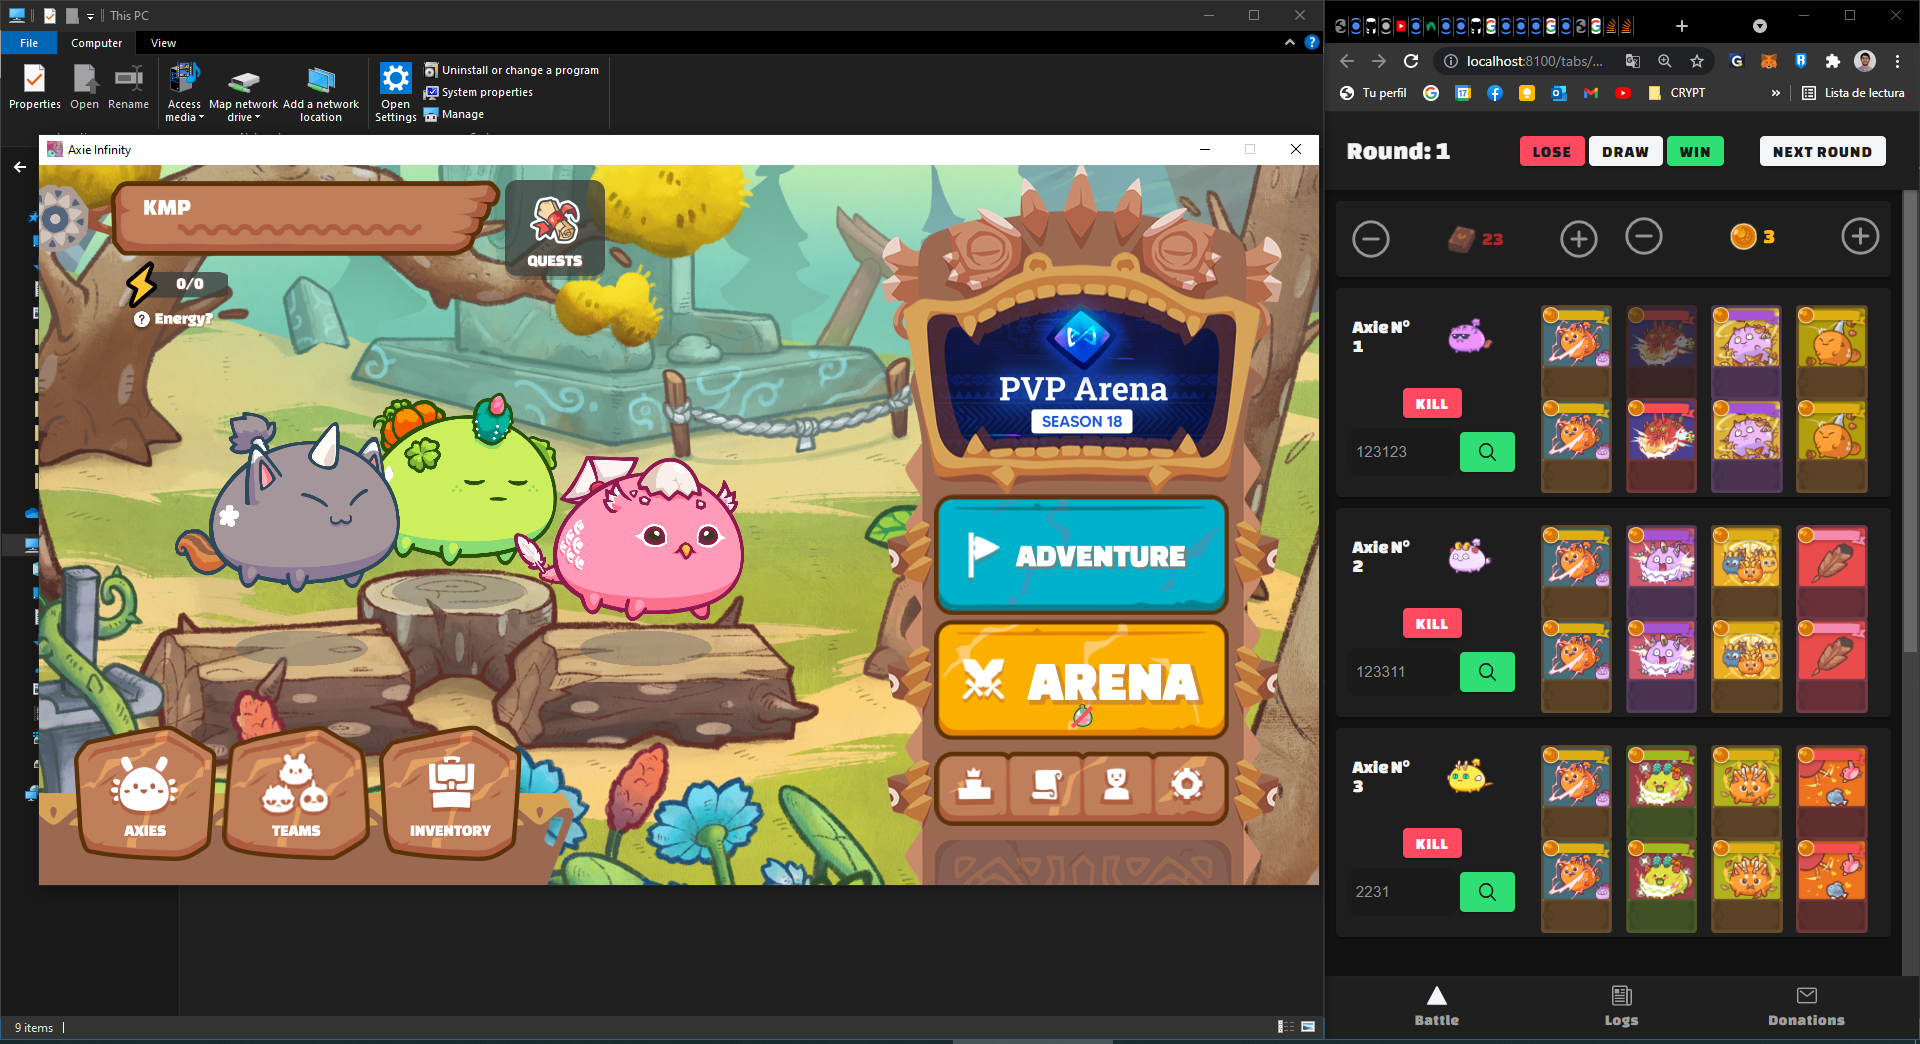 This PC
File
Computer
View
Properties
Open
Rename
Access media
Map network drive
Add a network location
Open Settings
Uninstall or change a program
System properties
Manage
Axie Infinity
KMP
QUESTS
0/0
? Energy?
PVP Arena
SEASON 18
ADVENTURE
ARENA
AXIES
TEAMS
INVENTORY
9 items
localhost:8100/tabs/...
Tu perfil
CRYPT
»
Lista de lectura
Round: 1
LOSE
DRAW
WIN
NEXT ROUND
23
3
Axie N°
1
KILL
123123
Axie N°
2
KILL
123311
Axie N°
3
KILL
2231
Battle
Logs
Donations